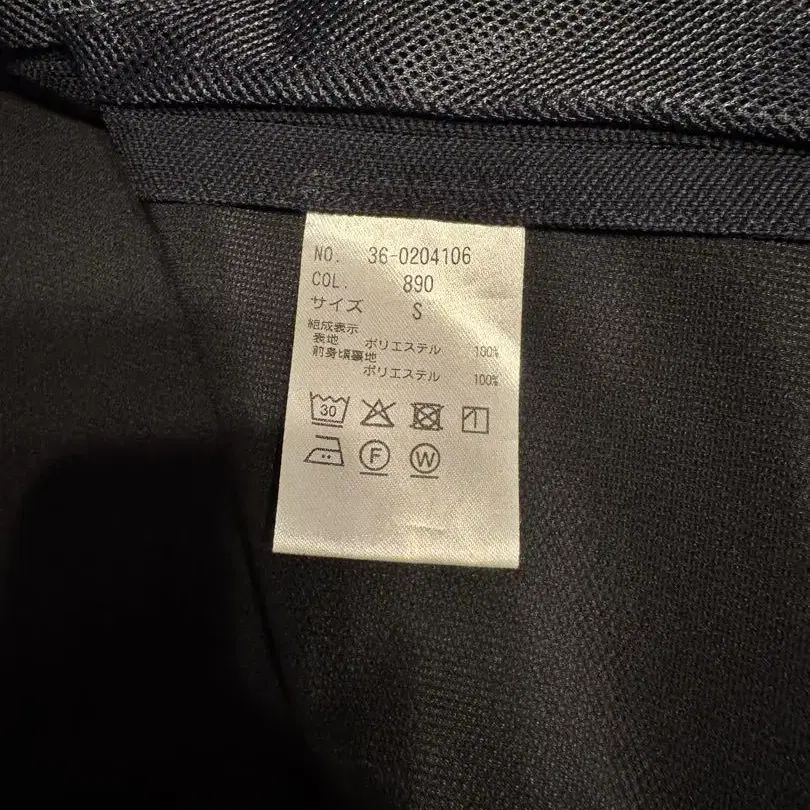 NO. 36-0204106
COL. 890
サイズ S
組成表示
表地 ポリエステル 100%
前身頃裏地
ポリエステル 100%
30
F W